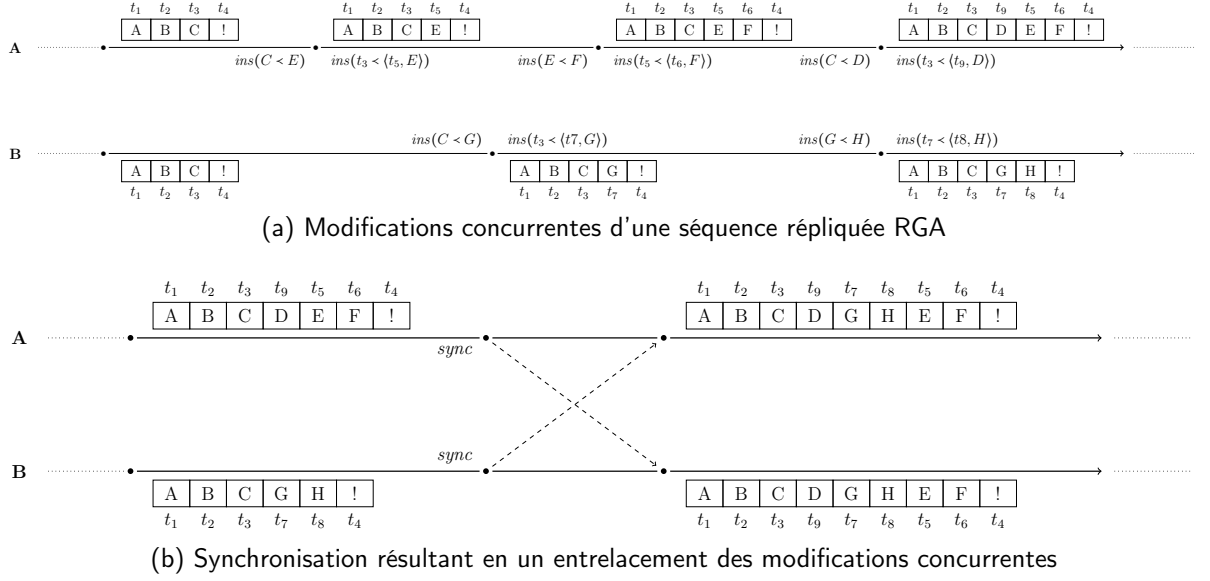 t₁ t₂ t₃ t₄ t₁ t₂ t₃ t₅ t₄ t₁ t₂ t₃ t₅ t₆ t₄ t₁ t₂ t₃ t₉ t₅ t₆ t₄
A B C ! A B C E ! A B C E F ! A B C D E F !
A
ins(C < E) ins(t₃ < ⟨t₅, E⟩) ins(E < F) ins(t₅ < ⟨t₆, F⟩) ins(C < D) ins(t₃ < ⟨t₉, D⟩)
ins(C < G) ins(t₃ < ⟨t7, G⟩) ins(G < H) ins(t₇ < ⟨t8, H⟩)
B
A B C ! A B C G ! A B C G H !
t₁ t₂ t₃ t₄ t₁ t₂ t₃ t₇ t₄ t₁ t₂ t₃ t₇ t₈ t₄
(a) Modifications concurrentes d'une séquence répliquée RGA
t₁ t₂ t₃ t₉ t₅ t₆ t₄ t₁ t₂ t₃ t₉ t₇ t₈ t₅ t₆ t₄
A B C D E F ! A B C D G H E F !
A
sync
sync
B
A B C G H ! A B C D G H E F !
t₁ t₂ t₃ t₇ t₈ t₄ t₁ t₂ t₃ t₉ t₇ t₈ t₅ t₆ t₄
(b) Synchronisation résultant en un entrelacement des modifications concurrentes